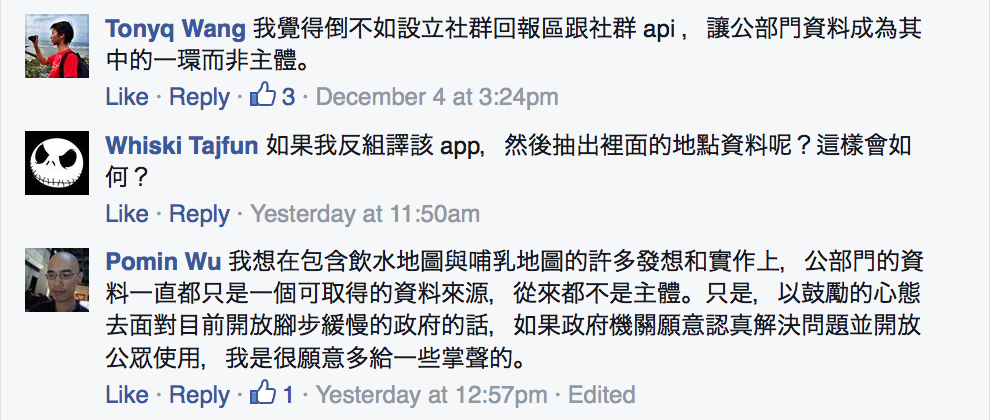 Tonyq Wang 我覺得倒不如設立社群回報區跟社群 api，讓公部門資料成為其
中的一環而非主體。
Like · Reply · 3 · December 4 at 3:24pm
Whiski Tajfun 如果我反組譯該 app，然後抽出裡面的地點資料呢？這樣會如
何？
Like · Reply · Yesterday at 11:50am
Pomin Wu 我想在包含飲水地圖與哺乳地圖的許多發想和實作上，公部門的資
料一直都只是一個可取得的資料來源，從來都不是主體。只是，以鼓勵的心態
去面對目前開放腳步緩慢的政府的話，如果政府機關願意認真解決問題並開放
公眾使用，我是很願意多給一些掌聲的。
Like · Reply · 1 · Yesterday at 12:57pm · Edited